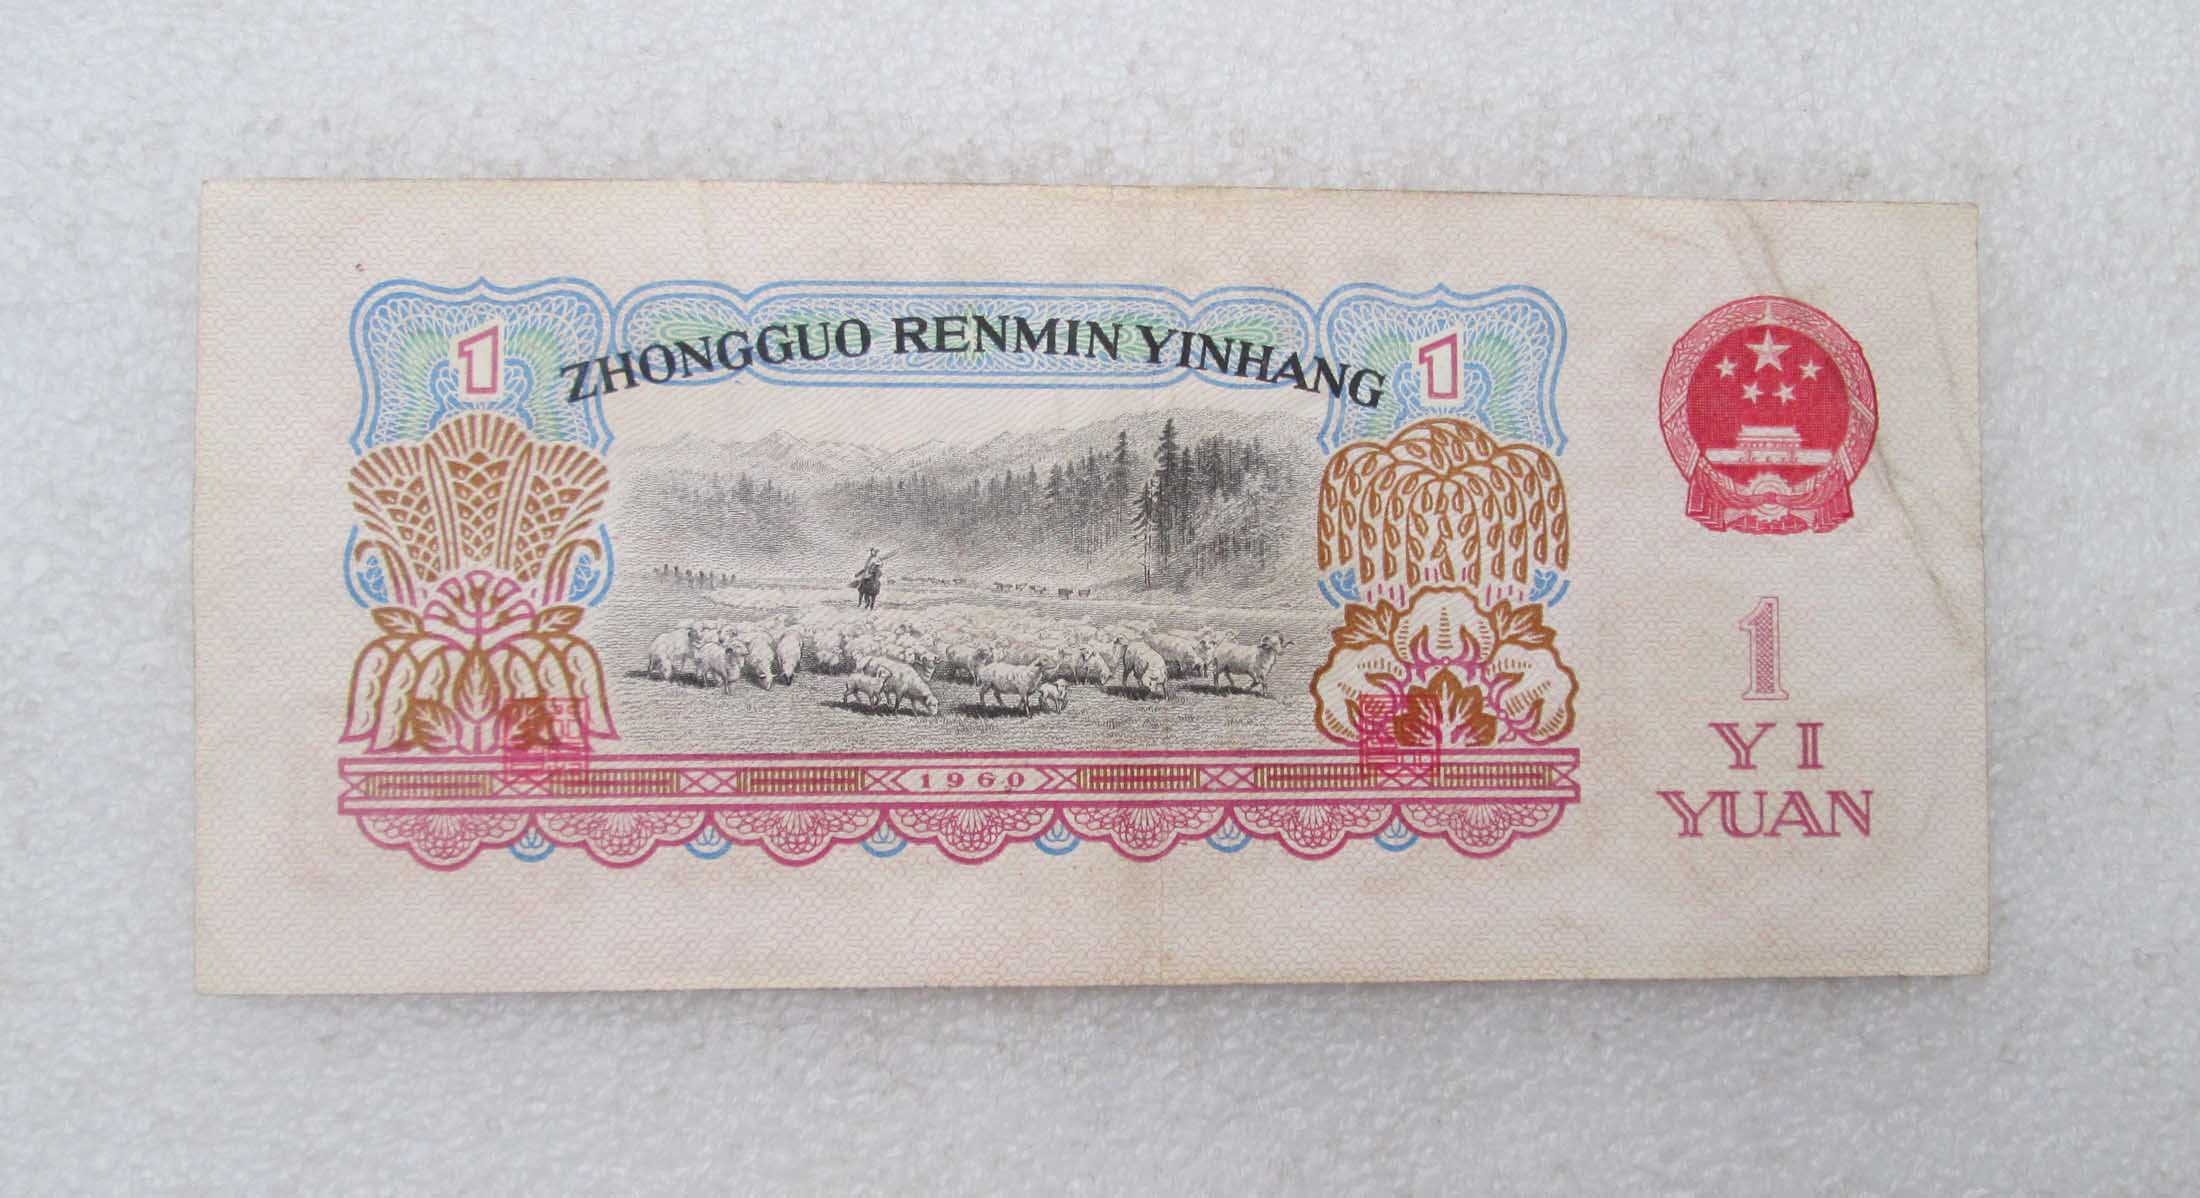 1
ZHONGGUO RENMIN YINHANG
1
1960
1
YI
YUAN